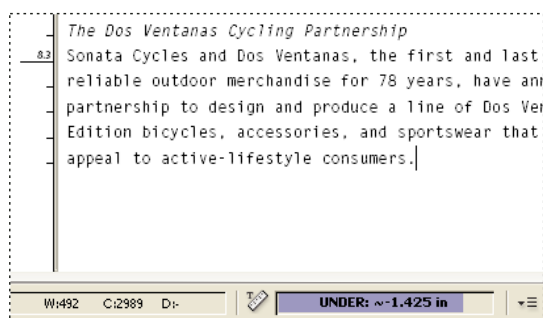 The Dos Ventanas Cycling Partnership
8.3 Sonata Cycles and Dos Ventanas, the first and last
reliable outdoor merchandise for 78 years, have
partnership to design and produce a line of Dos
Edition bicycles, accessories, and sportswear that
appeal to active-lifestyle consumers.
W:492 C:2989 D:- UNDER: ~-1.425 in